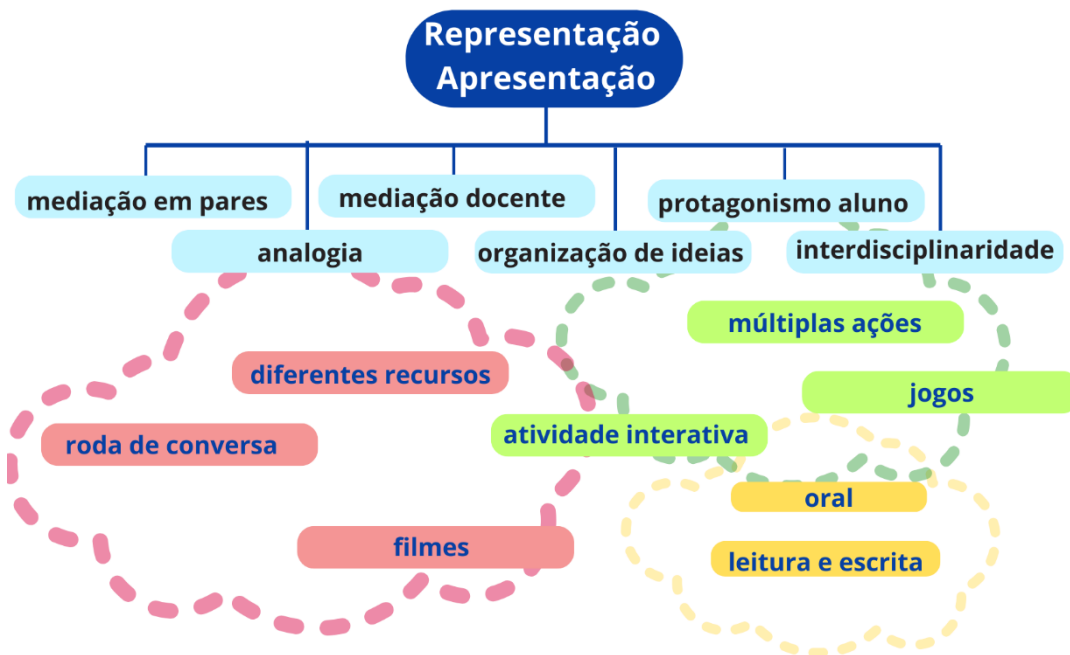 Representação
Apresentação
mediação em pares
mediação docente
protagonismo aluno
analogia
organização de ideias
interdisciplinaridade
múltiplas ações
diferentes recursos
jogos
roda de conversa
atividade interativa
oral
filmes
leitura e escrita